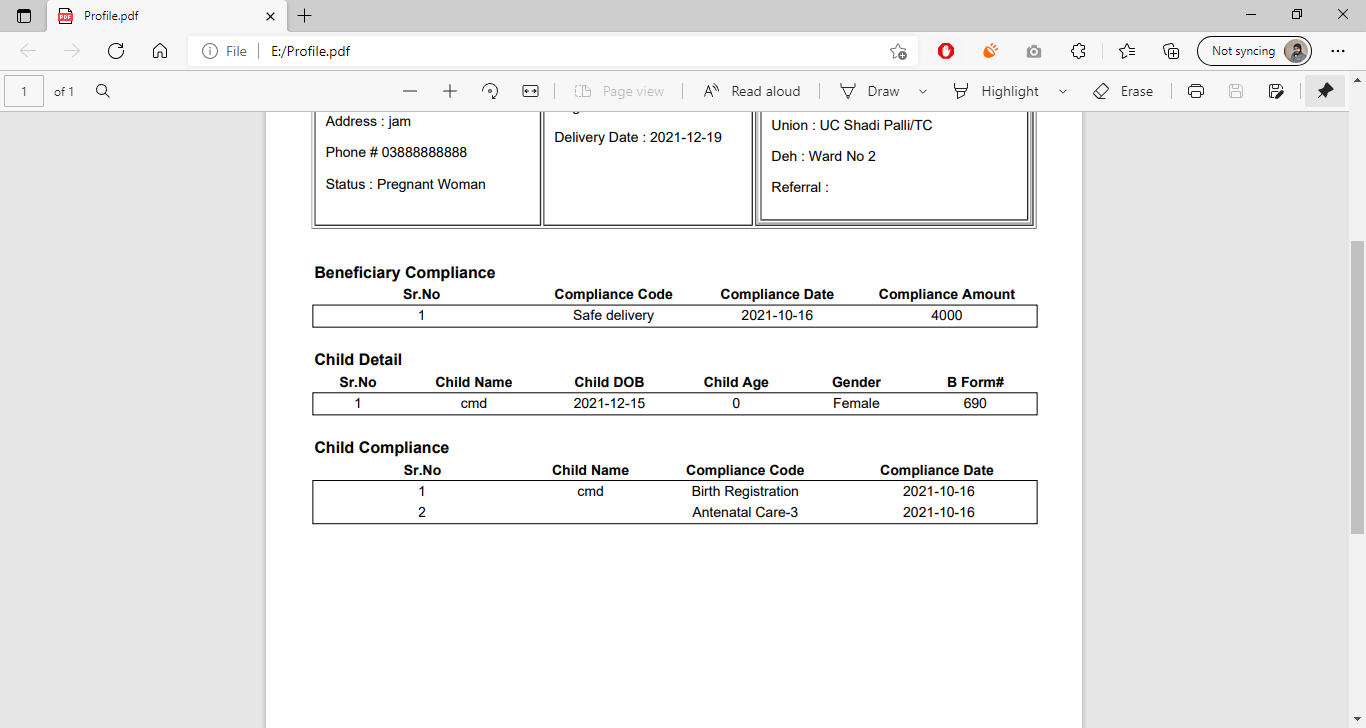 Profile.pdf
File E:/Profile.pdf Not syncing
1 of 1 Page view Read aloud Draw Highlight Erase
Address : jam
Phone # 03888888888
Status : Pregnant Woman
Delivery Date : 2021-12-19
Union : UC Shadi Palli/TC
Deh : Ward No 2
Referral :
Beneficiary Compliance
Sr.No Compliance Code Compliance Date Compliance Amount
1 Safe delivery 2021-10-16 4000
Child Detail
Sr.No Child Name Child DOB Child Age Gender B Form#
1 cmd 2021-12-15 0 Female 690
Child Compliance
Sr.No Child Name Compliance Code Compliance Date
1 cmd Birth Registration 2021-10-16
2 Antenatal Care-3 2021-10-16